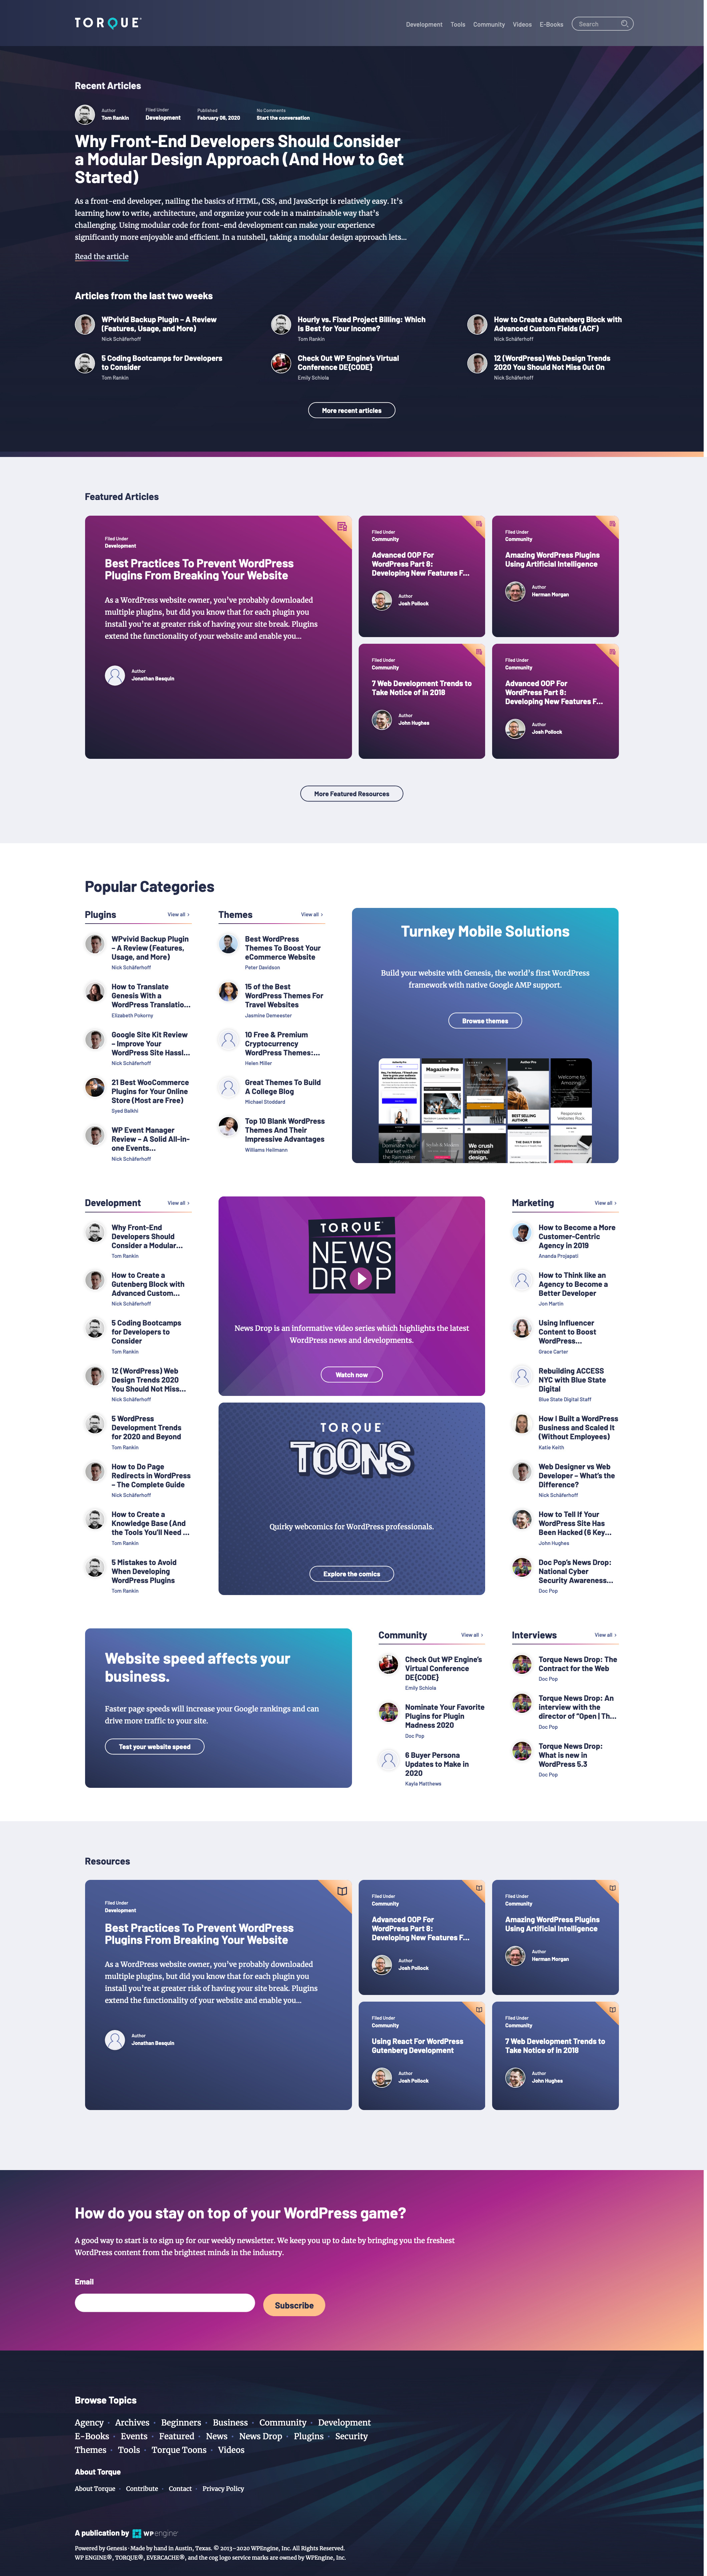 TORQUE
Development Tools Community Videos E-Books Search
Recent Articles
Author Filed Under Published No Comments
Tom Rankin Development February 06, 2020 Start the conversation
Why Front-End Developers Should Consider
a Modular Design Approach (And How to Get
Started)
As a front-end developer, nailing the basics of HTML, CSS, and JavaScript is relatively easy. It's
learning how to write, architecture, and organize your code in a maintainable way that's
challenging. Using modular code for front-end development can make your experience
significantly more enjoyable and efficient. In a nutshell, taking a modular design approach lets...
Read the article
Articles from the last two weeks
WPvivid Backup Plugin – A Review
(Features, Usage, and More)
Nick Schäferhoff
Hourly vs. Fixed Project Billing: Which
Is Best for Your Income?
Tom Rankin
How to Create a Gutenberg Block with
Advanced Custom Fields (ACF)
Nick Schäferhoff
5 Coding Bootcamps for Developers
to Consider
Tom Rankin
Check Out WP Engine's Virtual
Conference DE{CODE}
Emily Schiola
12 (WordPress) Web Design Trends
2020 You Should Not Miss Out On
Nick Schäferhoff
More recent articles
Featured Articles
Filed Under
Development
Best Practices To Prevent WordPress
Plugins From Breaking Your Website
As a WordPress website owner, you've probably downloaded
multiple plugins, but did you know that for each plugin you
install you're at greater risk of having your site break. Plugins
extend the functionality of your website and enable you...
Author
Jonathan Besquin
Filed Under
Community
Advanced OOP For
WordPress Part 8:
Developing New Features F...
Author
Josh Pollock
Filed Under
Community
Amazing WordPress Plugins
Using Artificial Intelligence
Author
Herman Morgan
Filed Under
Community
7 Web Development Trends to
Take Notice of in 2018
Author
John Hughes
Filed Under
Community
Advanced OOP For
WordPress Part 8:
Developing New Features F...
Author
Josh Pollock
More Featured Resources
Popular Categories
Plugins View all
WPvivid Backup Plugin
– A Review (Features,
Usage, and More)
Nick Schäferhoff
How to Translate
Genesis With a
WordPress Translatio...
Elizabeth Pokorny
Google Site Kit Review
– Improve Your
WordPress Site Hassl...
Nick Schäferhoff
21 Best WooCommerce
Plugins for Your Online
Store (Most are Free)
Syed Balkhi
WP Event Manager
Review – A Solid All-in-
one Events...
Nick Schäferhoff
Themes View all
Best WordPress
Themes To Boost Your
eCommerce Website
Peter Davidson
15 of the Best
WordPress Themes For
Travel Websites
Jasmine Demeester
10 Free & Premium
Cryptocurrency
WordPress Themes:...
Helen Miller
Great Themes To Build
A College Blog
Michael Stoddard
Top 10 Blank WordPress
Themes And Their
Impressive Advantages
Williams Heilmann
Turnkey Mobile Solutions
Build your website with Genesis, the world's first WordPress
framework with native Google AMP support.
Browse themes
Magazine Pro
Author Pro
BEST SELLING
AUTHOR
Welcome to
Amazing
Responsive
Websites
We crush
minimal
design.
THE DAILY DISH
Development View all
Why Front-End
Developers Should
Consider a Modular...
Tom Rankin
How to Create a
Gutenberg Block with
Advanced Custom...
Nick Schäferhoff
5 Coding Bootcamps
for Developers to
Consider
Tom Rankin
12 (WordPress) Web
Design Trends 2020
You Should Not Miss...
Nick Schäferhoff
5 WordPress
Development Trends
for 2020 and Beyond
Tom Rankin
How to Do Page
Redirects in WordPress
– The Complete Guide
Nick Schäferhoff
How to Create a
Knowledge Base (And
the Tools You'll Need ...
Tom Rankin
5 Mistakes to Avoid
When Developing
WordPress Plugins
Tom Rankin
TORQUE
NEWS
DROP
News Drop is an informative video series which highlights the latest
WordPress news and developments.
Watch now
TORQUE
TOONS
Quirky webcomics for WordPress professionals.
Explore the comics
Marketing View all
How to Become a More
Customer-Centric
Agency in 2019
Ananda Projapati
How to Think like an
Agency to Become a
Better Developer
Jon Martin
Using Influencer
Content to Boost
WordPress...
Grace Carter
Rebuilding ACCESS
NYC with Blue State
Digital
Blue State Digital Staff
How I Built a WordPress
Business and Scaled It
(Without Employees)
Katie Keith
Web Designer vs Web
Developer – What's the
Difference?
Nick Schäferhoff
How to Tell If Your
WordPress Site Has
Been Hacked (6 Key...
John Hughes
Doc Pop's News Drop:
National Cyber
Security Awareness...
Doc Pop
Website speed affects your
business.
Faster page speeds will increase your Google rankings and can
drive more traffic to your site.
Test your website speed
Community View all
Check Out WP Engine's
Virtual Conference
DE{CODE}
Emily Schiola
Nominate Your Favorite
Plugins for Plugin
Madness 2020
Doc Pop
6 Buyer Persona
Updates to Make in
2020
Kayla Matthews
Interviews View all
Torque News Drop: The
Contract for the Web
Doc Pop
Torque News Drop: An
interview with the
director of "Open | Th...
Doc Pop
Torque News Drop:
What is new in
WordPress 5.3
Doc Pop
Resources
Filed Under
Development
Best Practices To Prevent WordPress
Plugins From Breaking Your Website
As a WordPress website owner, you've probably downloaded
multiple plugins, but did you know that for each plugin you
install you're at greater risk of having your site break. Plugins
extend the functionality of your website and enable you...
Author
Jonathan Besquin
Filed Under
Community
Advanced OOP For
WordPress Part 8:
Developing New Features F...
Author
Josh Pollock
Filed Under
Community
Amazing WordPress Plugins
Using Artificial Intelligence
Author
Herman Morgan
Filed Under
Community
Using React For WordPress
Gutenberg Development
Author
Josh Pollock
Filed Under
Community
7 Web Development Trends to
Take Notice of in 2018
Author
John Hughes
How do you stay on top of your WordPress game?
A good way to start is to sign up for our weekly newsletter. We keep you up to date by bringing you the freshest
WordPress content from the brightest minds in the industry.
Email
Subscribe
Browse Topics
Agency · Archives · Beginners · Business · Community · Development
E-Books · Events · Featured · News · News Drop · Plugins · Security
Themes · Tools · Torque Toons · Videos
About Torque
About Torque · Contribute · Contact · Privacy Policy
A publication by WPengine
Powered by Genesis · Made by hand in Austin, Texas. © 2013–2020 WPEngine, Inc. All Rights Reserved.
WP ENGINE®, TORQUE®, EVERCACHE®, and the cog logo service marks are owned by WPEngine, Inc.